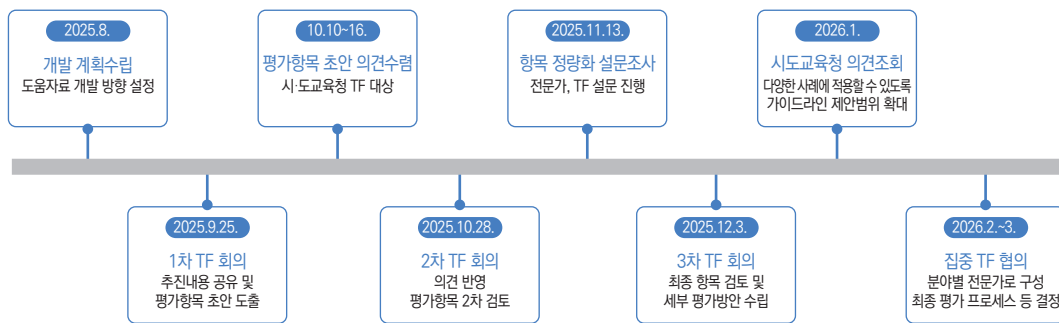 2025.8.
개발 계획수립
도움자료 개발 방향 설정
10.10~16.
평가항목 초안 의견수렴
시·도교육청 TF 대상
2025.11.13.
항목 정량화 설문조사
전문가, TF 설문 진행
2026.1.
시도교육청 의견조회
다양한 사례에 적용할 수 있도록
가이드라인 제안범위 확대
2025.9.25.
1차 TF 회의
추진내용 공유 및
평가항목 초안 도출
2025.10.28.
2차 TF 회의
의견 반영
평가항목 2차 검토
2025.12.3.
3차 TF 회의
최종 항목 검토 및
세부 평가방안 수립
2026.2.~3.
집중 TF 협의
분야별 전문가로 구성
최종 평가 프로세스 등 결정